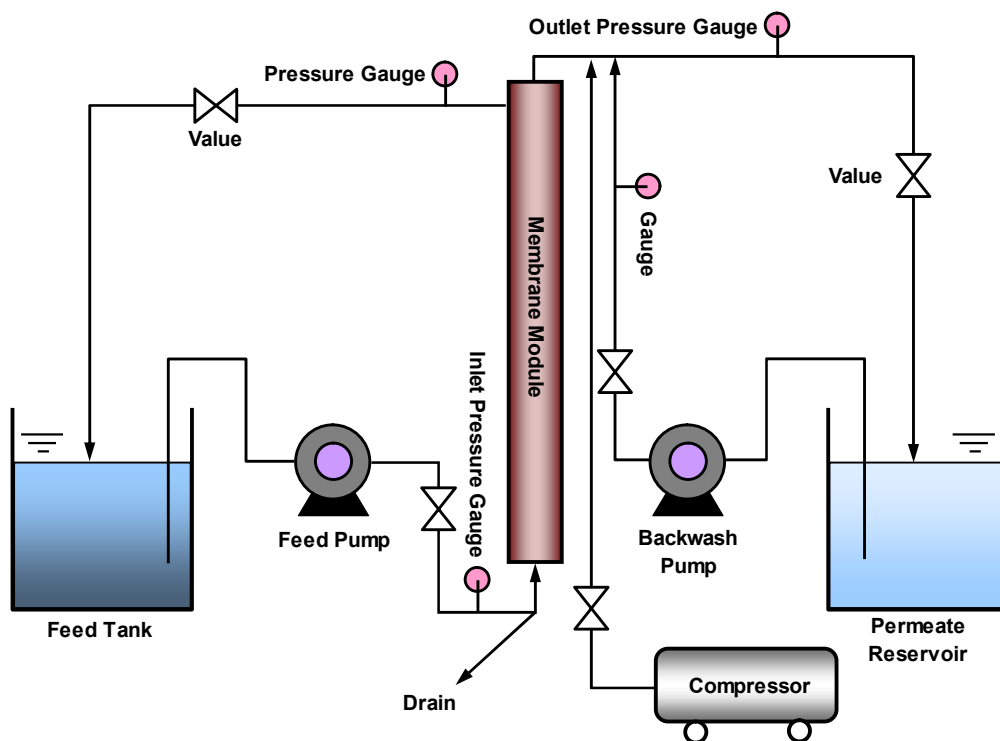 Outlet Pressure Gauge
Pressure Gauge
Value
Value
Membrane Module
Gauge
Inlet Pressure Gauge
Feed Pump
Backwash
Pump
Feed Tank
Permeate
Reservoir
Compressor
Drain